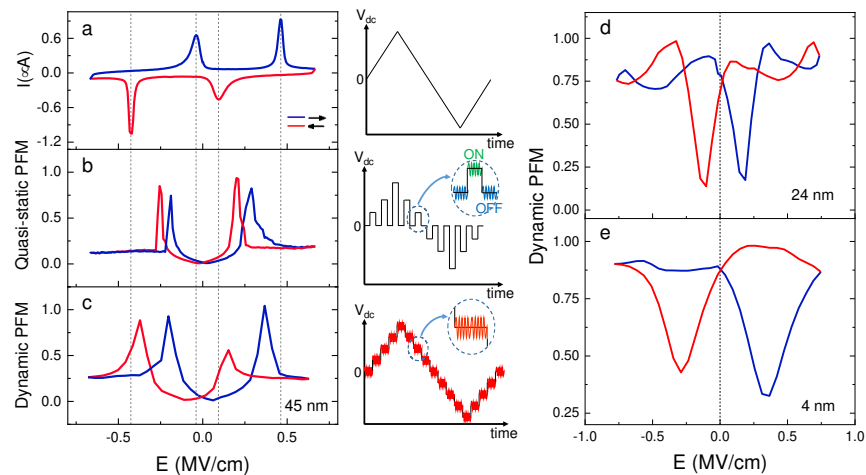 a
I(∝A)
0.6
0.0
-0.6
-1.2
b
Quasi-static PFM
1.0
0.5
0.0
c
Dynamic PFM
1.0
0.5
0.0
45 nm
-0.5
0.0
0.5
E (MV/cm)
Vdc
0
time
Vdc
ON
OFF
0
time
Vdc
0
time
d
Dynamic PFM
1.00
0.75
0.50
0.25
0.00
24 nm
e
1.00
0.75
0.50
0.25
4 nm
-1.0
-0.5
0.0
0.5
1.0
E (MV/cm)